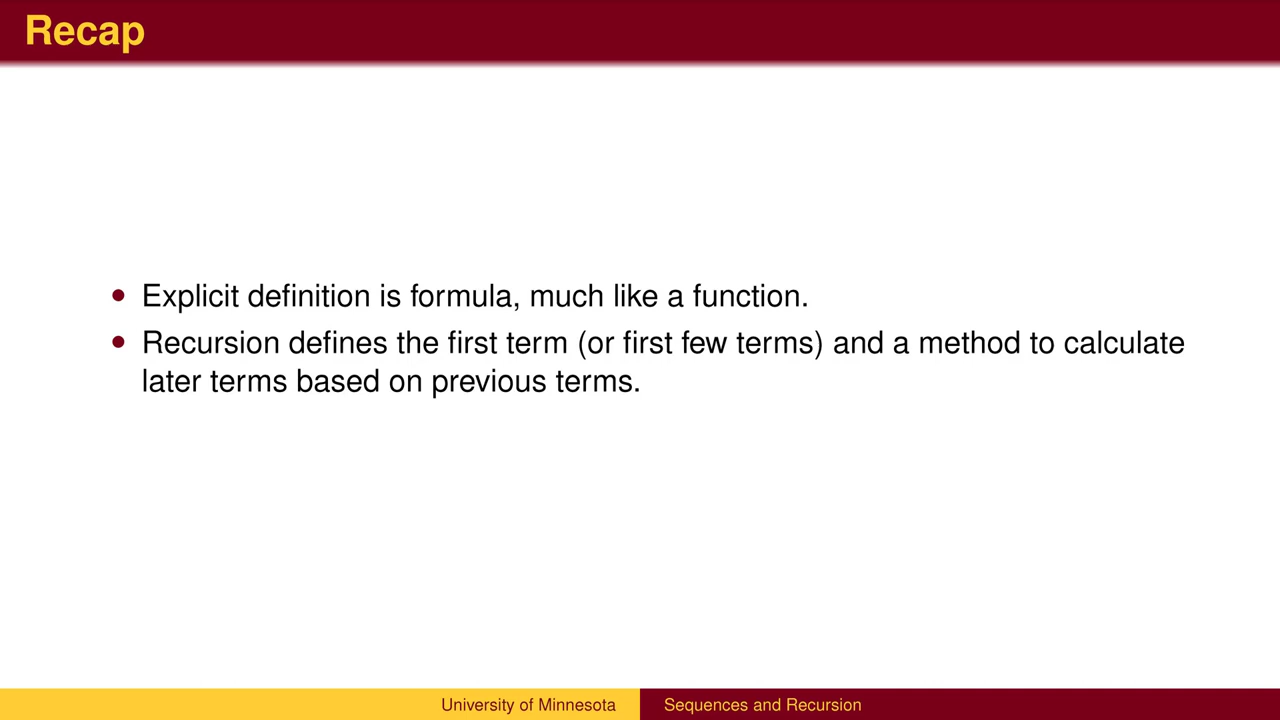 Recap
• Explicit definition is formula, much like a function.
• Recursion defines the first term (or first few terms) and a method to calculate
later terms based on previous terms.
University of Minnesota
Sequences and Recursion